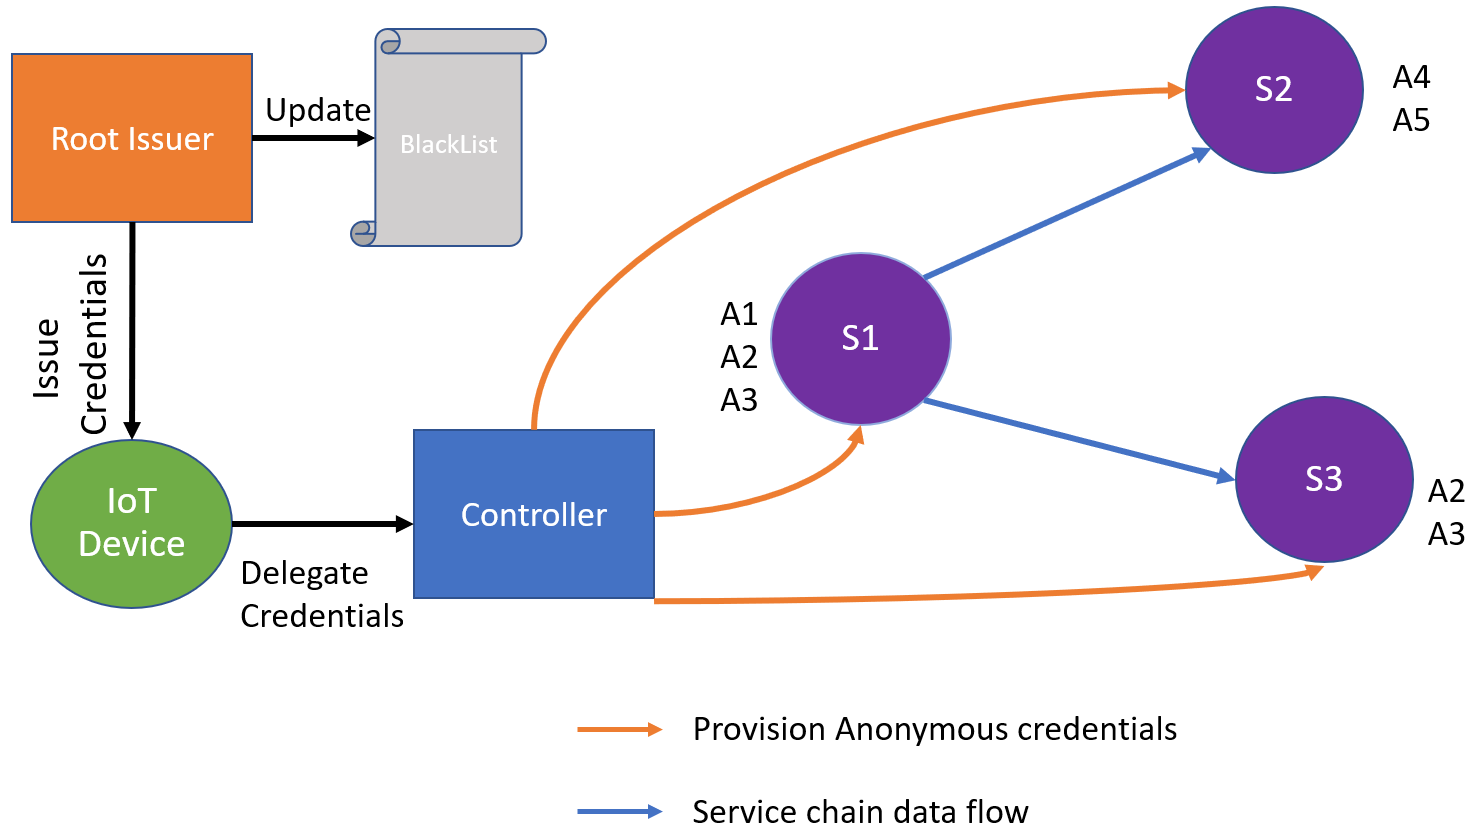 Root Issuer
Update
BlackList
Issue
Credentials
IoT
Device
Delegate
Credentials
Controller
A1
A2
A3
S1
S2
A4
A5
S3
A2
A3
Provision Anonymous credentials
Service chain data flow